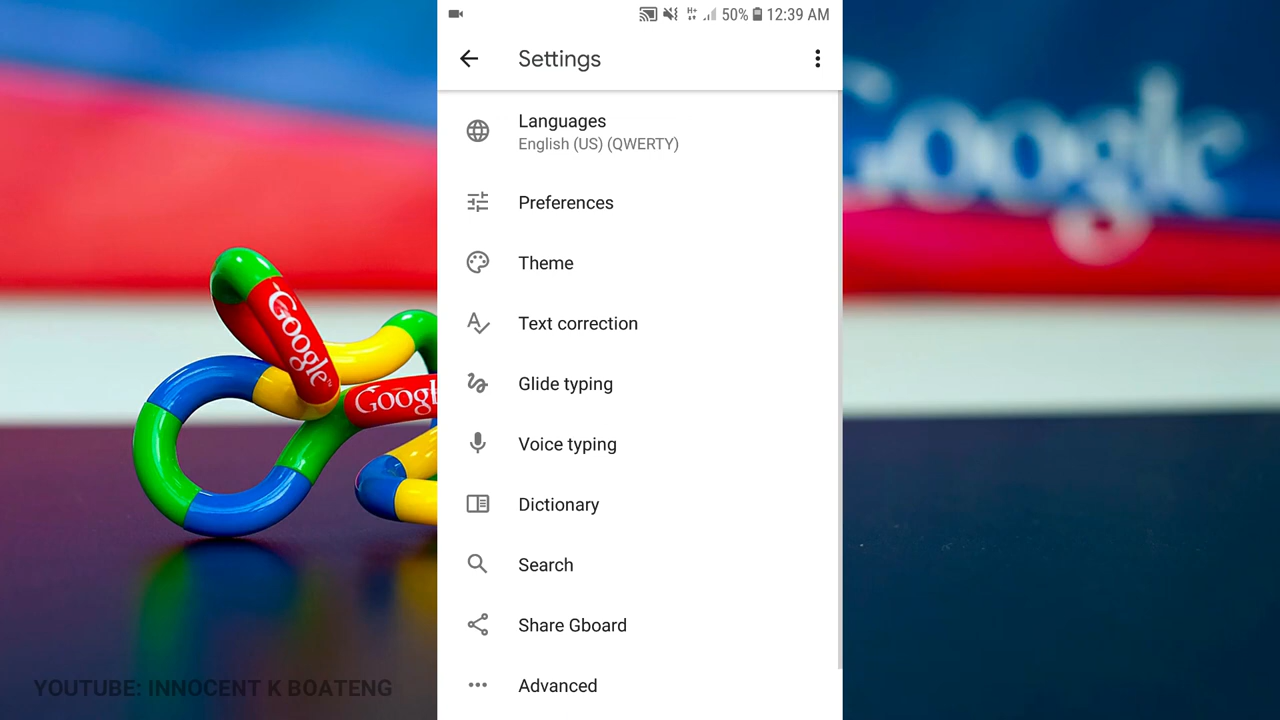 50% 12:39 AM
Settings
Languages
English (US) (QWERTY)
Preferences
Theme
Text correction
Glide typing
Voice typing
Dictionary
Search
Share Gboard
Advanced
Google
Googl
Google
YOUTUBE: INNOCENT K BOATENG